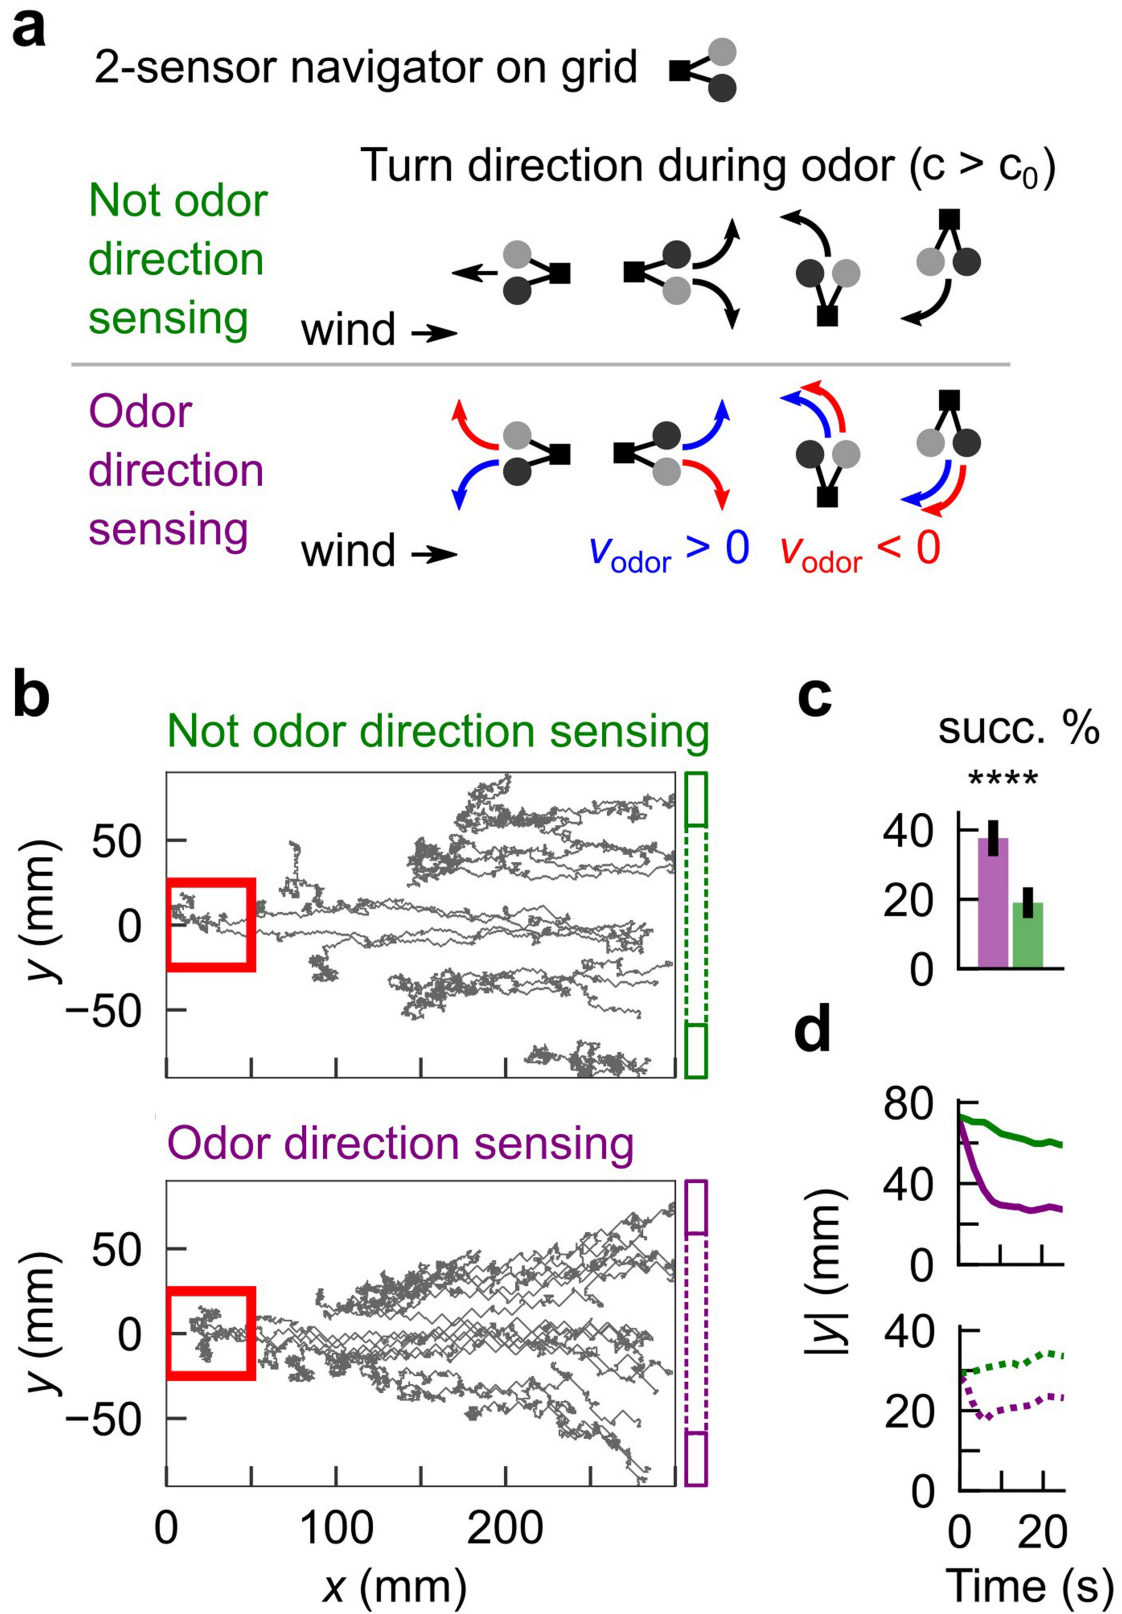 a
2-sensor navigator on grid
Turn direction during odor (c > c₀)
Not odor
direction
sensing
wind
Odor
direction
sensing
wind
v_odor > 0
v_odor < 0
b
Not odor direction sensing
y (mm)
50
0
−50
Odor direction sensing
y (mm)
50
0
−50
0
100
200
x (mm)
c
succ. %
****
40
20
0
d
80
40
0
|y| (mm)
40
20
0
0
20
Time (s)